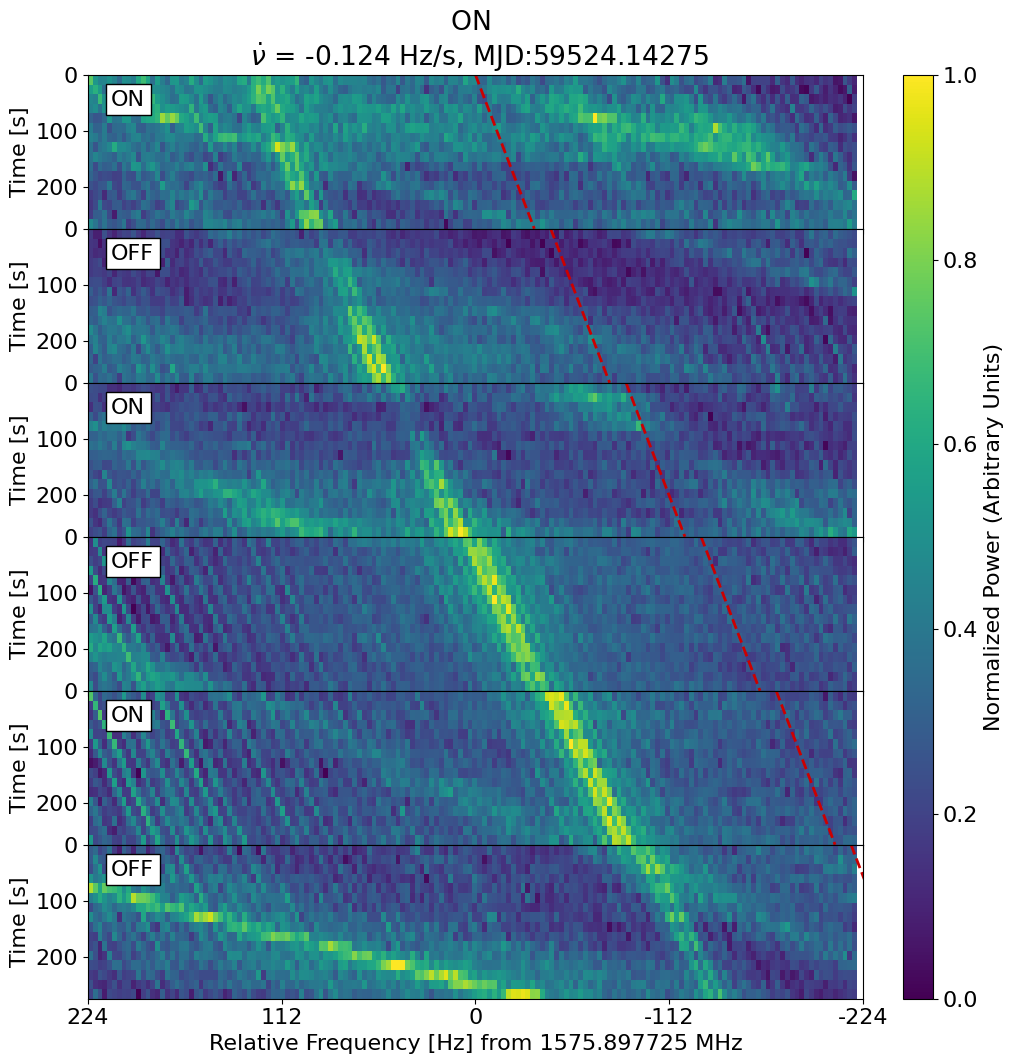 ON
ν̇ = -0.124 Hz/s, MJD:59524.14275
0
ON
100
Time [s]
200
0
OFF
100
Time [s]
200
0
ON
100
Time [s]
200
0
OFF
100
Time [s]
200
0
ON
100
Time [s]
200
0
OFF
100
Time [s]
200
224 112 0 -112 -224
Relative Frequency [Hz] from 1575.897725 MHz
1.0
0.8
0.6
0.4
0.2
0.0
Normalized Power (Arbitrary Units)